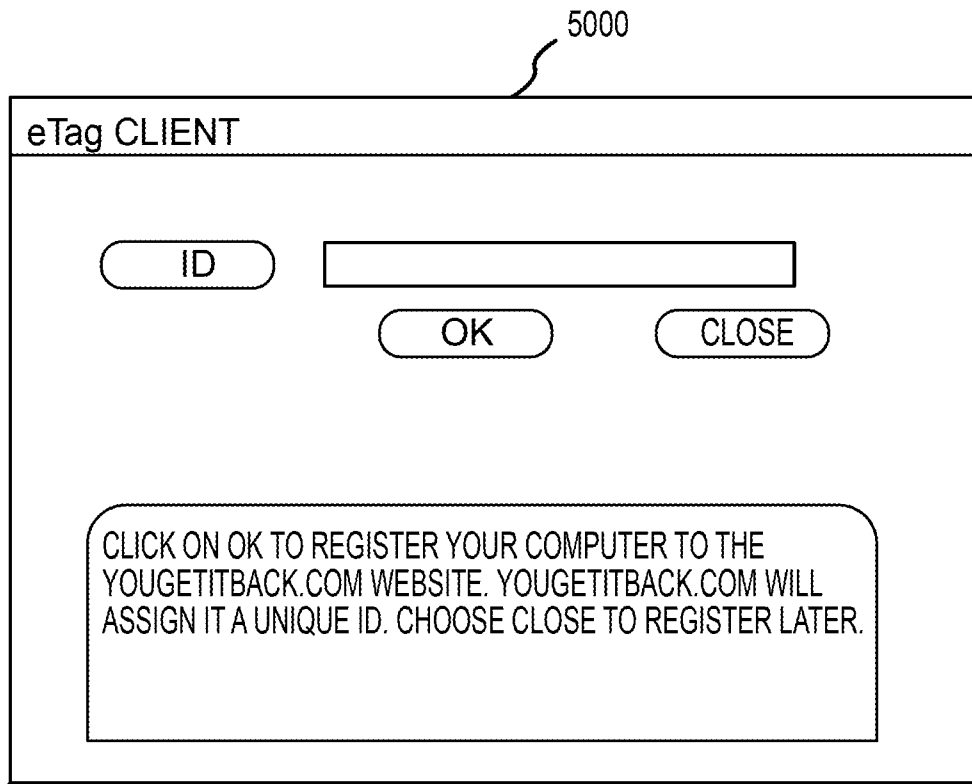 5000
eTag CLIENT
ID
OK CLOSE
CLICK ON OK TO REGISTER YOUR COMPUTER TO THE
YOUGETITBACK.COM WEBSITE. YOUGETITBACK.COM WILL
ASSIGN IT A UNIQUE ID. CHOOSE CLOSE TO REGISTER LATER.